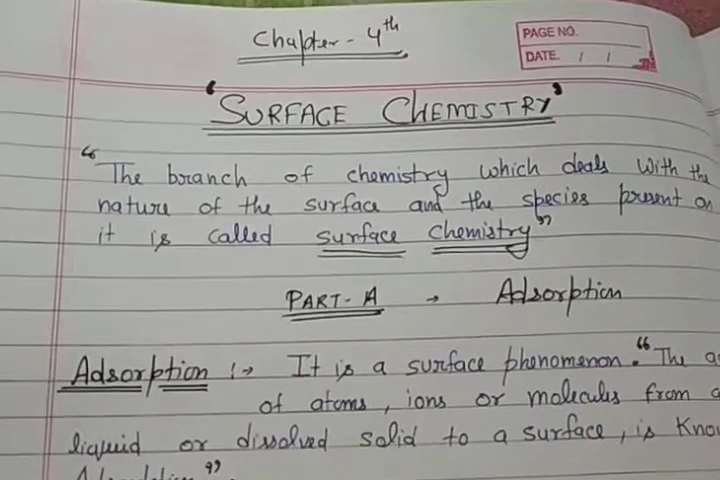 Chapter - 4th
PAGE NO.
DATE / /
"SURFACE CHEMISTRY"
"The branch of chemistry which deals with the
nature of the surface and the species present on
it is called surface chemistry"
PART-A → Adsorption
Adsorption :→ It is a surface phenomenon. "The
of atoms, ions or molecules from
liquid or dissolved solid to a surface, is